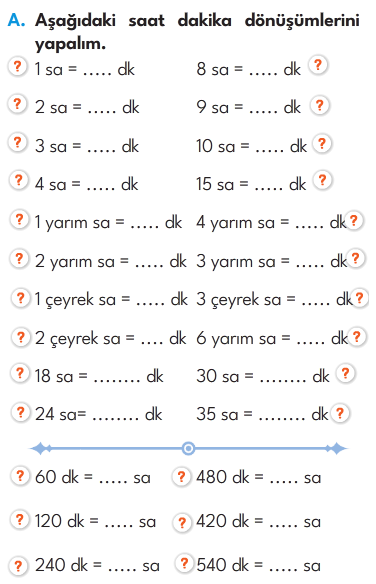 A. Aşağıdaki saat dakika dönüşümlerini
yapalım.
? 1 sa = ..... dk 8 sa = ..... dk ?
? 2 sa = ..... dk 9 sa = ..... dk ?
? 3 sa = ..... dk 10 sa = ..... dk ?
? 4 sa = ..... dk 15 sa = ..... dk ?
? 1 yarım sa = ..... dk 4 yarım sa = ..... dk ?
? 2 yarım sa = ..... dk 3 yarım sa = ..... dk ?
? 1 çeyrek sa = ..... dk 3 çeyrek sa = ..... dk ?
? 2 çeyrek sa = .... dk 6 yarım sa = ..... dk ?
? 18 sa = ........ dk 30 sa = ........ dk ?
? 24 sa= ........ dk 35 sa = ........ dk ?
? 60 dk = ..... sa ? 480 dk = ..... sa
? 120 dk = ..... sa ? 420 dk = ..... sa
? 240 dk = ..... sa ? 540 dk = ..... sa